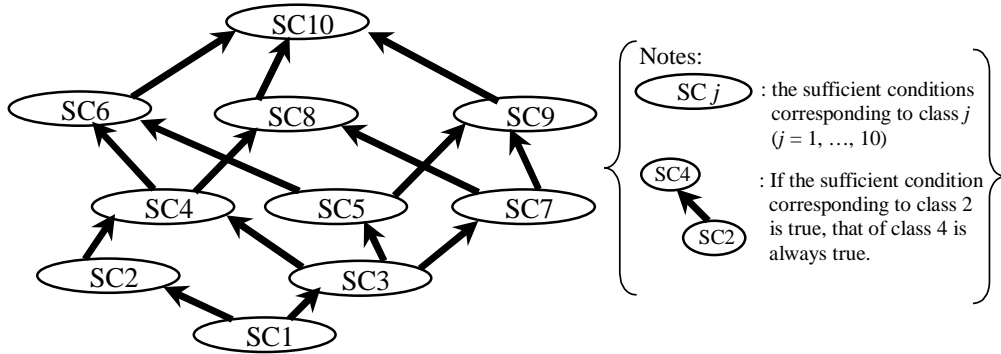 SC10
SC6
SC8
SC9
SC4
SC5
SC7
SC2
SC3
SC1
Notes:
SC j
: the sufficient conditions
corresponding to class j
(j = 1, …, 10)
SC4
SC2
: If the sufficient condition
corresponding to class 2
is true, that of class 4 is
always true.